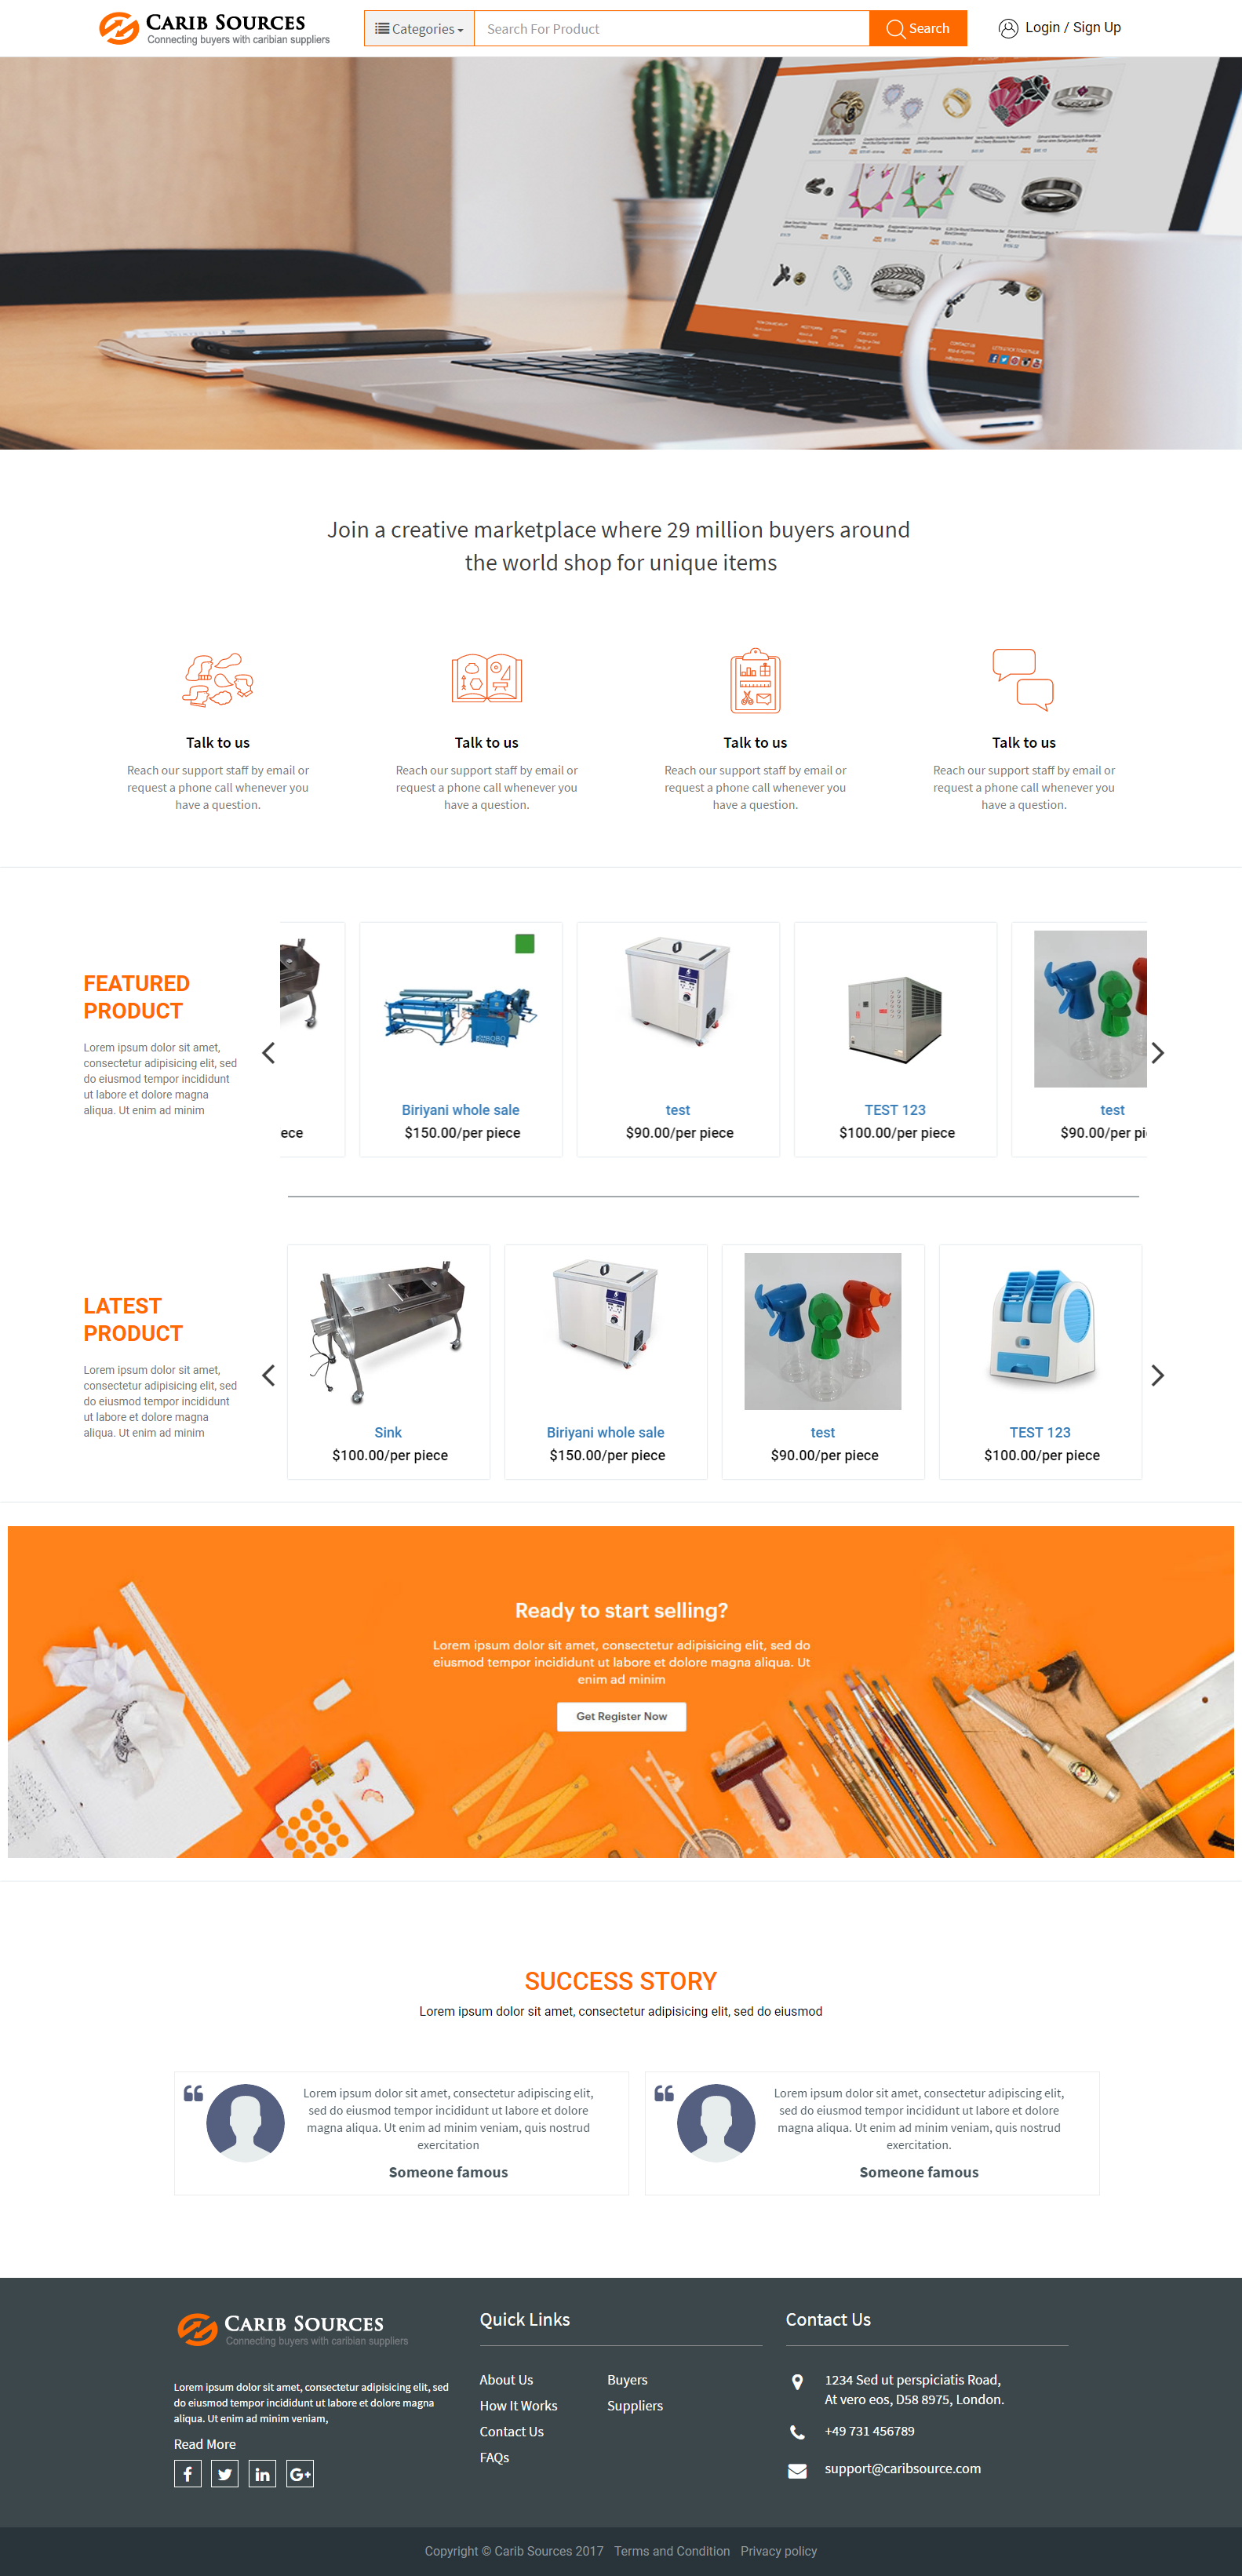 CARIB SOURCES
Connecting buyers with caribian suppliers
Categories
Search For Product
Search
Login / Sign Up
Join a creative marketplace where 29 million buyers around
the world shop for unique items
Talk to us
Reach our support staff by email or
request a phone call whenever you
have a question.
Talk to us
Reach our support staff by email or
request a phone call whenever you
have a question.
Talk to us
Reach our support staff by email or
request a phone call whenever you
have a question.
Talk to us
Reach our support staff by email or
request a phone call whenever you
have a question.
FEATURED
PRODUCT
Lorem ipsum dolor sit amet,
consectetur adipisicing elit, sed
do eiusmod tempor incididunt
ut labore et dolore magna
aliqua. Ut enim ad minim
ece
Biriyani whole sale
$150.00/per piece
test
$90.00/per piece
TEST 123
$100.00/per piece
test
$90.00/per pi
LATEST
PRODUCT
Lorem ipsum dolor sit amet,
consectetur adipisicing elit, sed
do eiusmod tempor incididunt
ut labore et dolore magna
aliqua. Ut enim ad minim
Sink
$100.00/per piece
Biriyani whole sale
$150.00/per piece
test
$90.00/per piece
TEST 123
$100.00/per piece
Ready to start selling?
Lorem ipsum dolor sit amet, consectetur adipisicing elit, sed do
eiusmod tempor incididunt ut labore et dolore magna aliqua. Ut
enim ad minim
Get Register Now
SUCCESS STORY
Lorem ipsum dolor sit amet, consectetur adipisicing elit, sed do eiusmod
Lorem ipsum dolor sit amet, consectetur adipiscing elit,
sed do eiusmod tempor incididunt ut labore et dolore
magna aliqua. Ut enim ad minim veniam, quis nostrud
exercitation
Someone famous
Lorem ipsum dolor sit amet, consectetur adipiscing elit,
sed do eiusmod tempor incididunt ut labore et dolore
magna aliqua. Ut enim ad minim veniam, quis nostrud
exercitation.
Someone famous
CARIB SOURCES
Connecting buyers with caribian suppliers
Lorem ipsum dolor sit amet, consectetur adipisicing elit, sed
do eiusmod tempor incididunt ut labore et dolore magna
aliqua. Ut enim ad minim veniam,
Read More
Quick Links
About Us
How It Works
Contact Us
FAQs
Buyers
Suppliers
Contact Us
1234 Sed ut perspiciatis Road,
At vero eos, D58 8975, London.
+49 731 456789
support@caribsource.com
Copyright © Carib Sources 2017 Terms and Condition Privacy policy